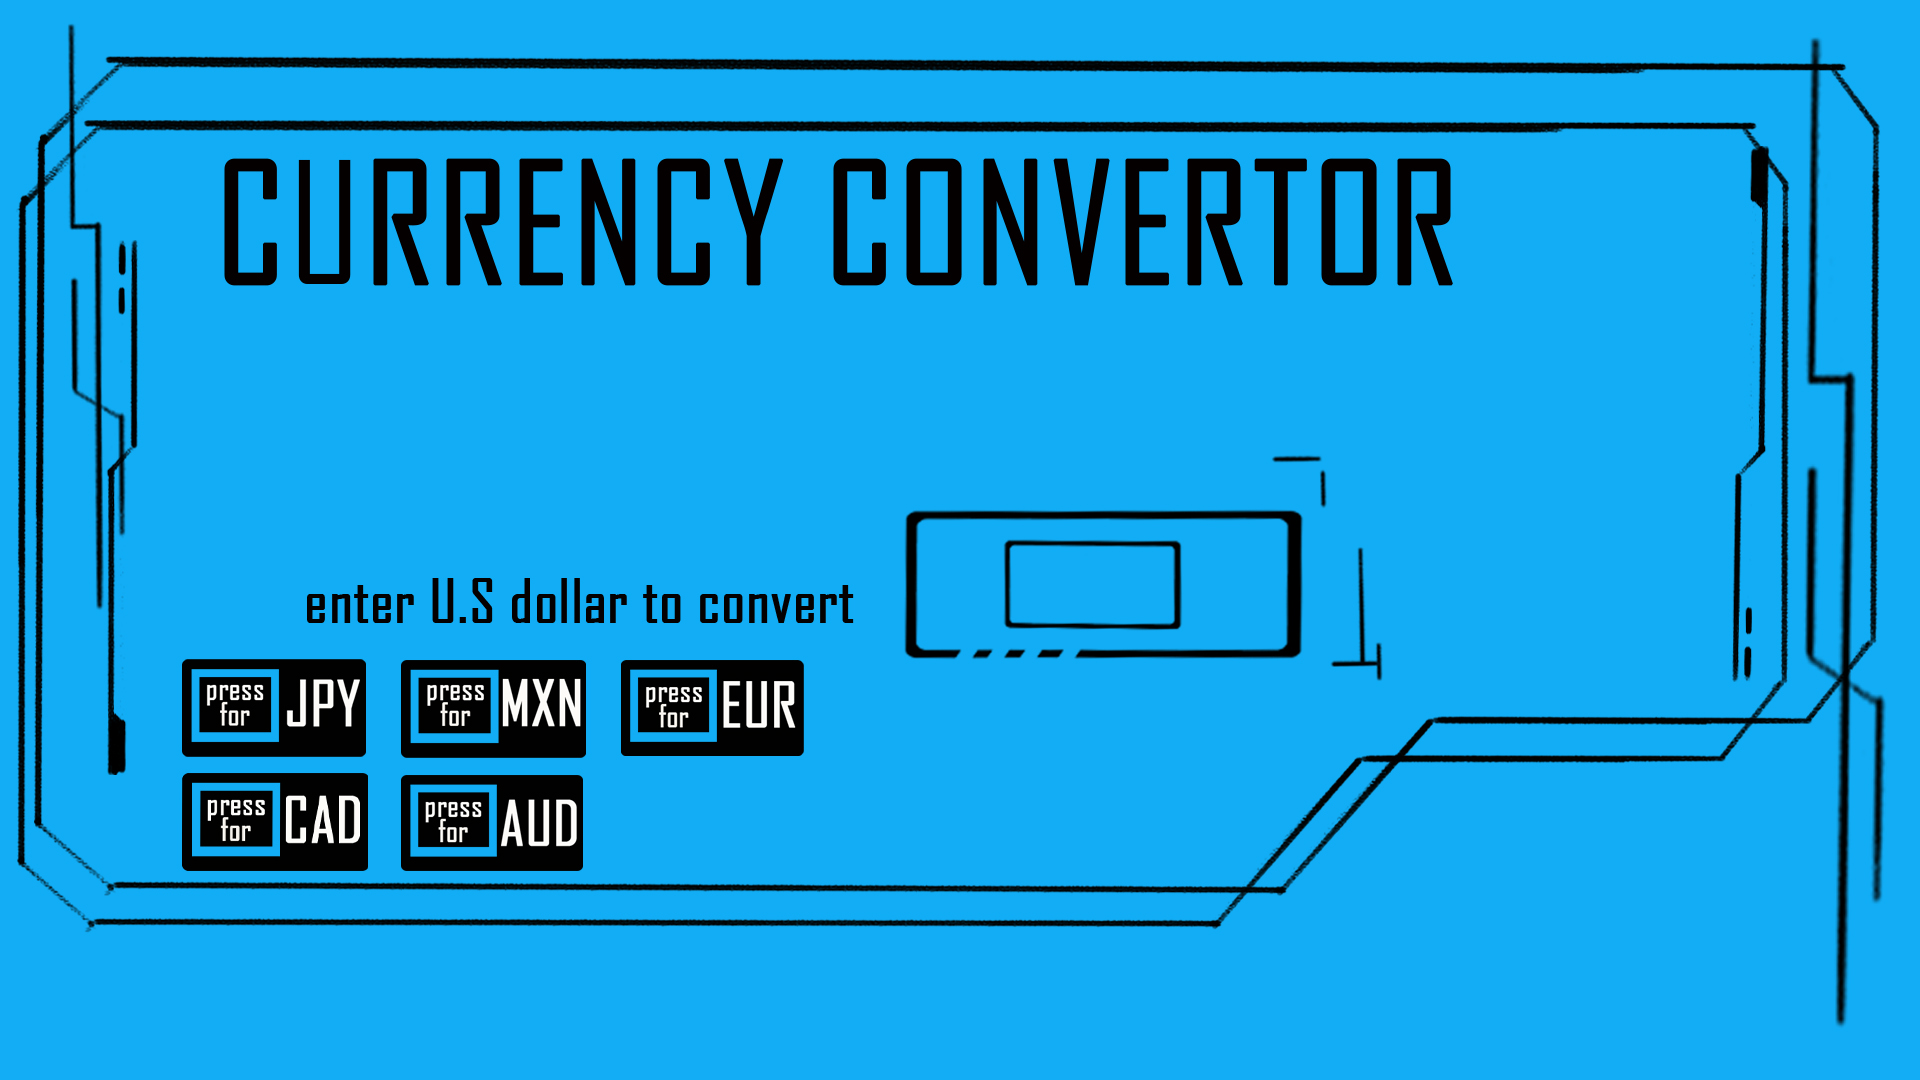 CURRENCY CONVERTOR
enter U.S dollar to convert
press for JPY
press for MXN
press for EUR
press for CAD
press for AUD